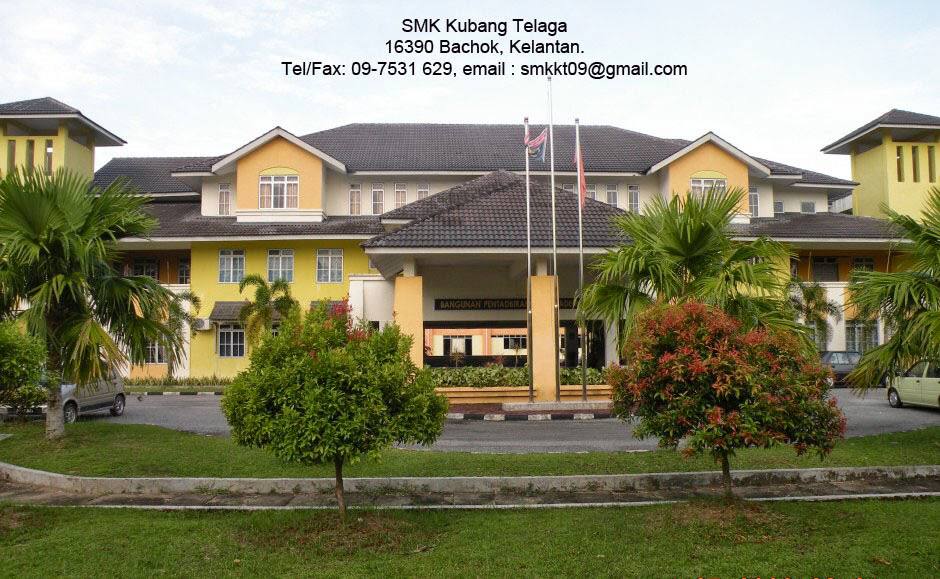 SMK Kubang Telaga
16390 Bachok, Kelantan.
Tel/Fax: 09-7531 629, email : smkkt09@gmail.com
BANGUNAN PENTADBIRAN